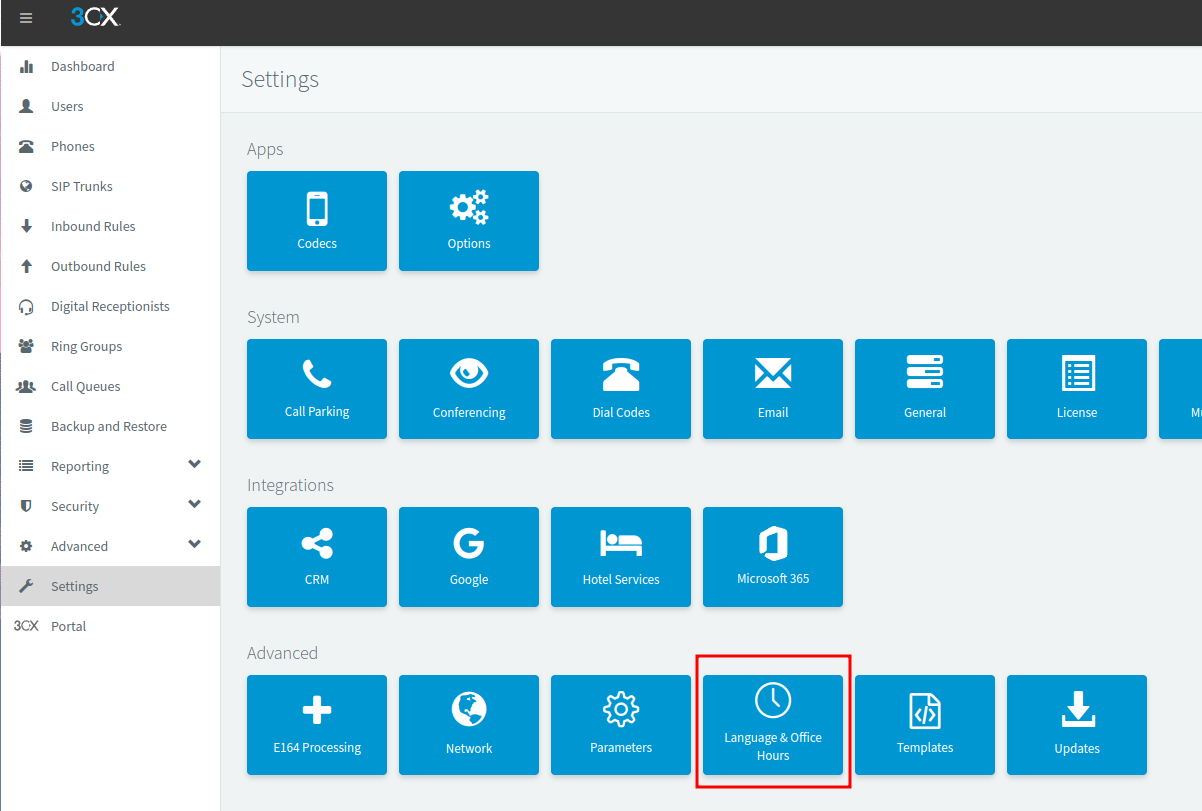 3CX.
Dashboard
Users
Phones
SIP Trunks
Inbound Rules
Outbound Rules
Digital Receptionists
Ring Groups
Call Queues
Backup and Restore
Reporting
Security
Advanced
Settings
3CX Portal
Settings
Apps
Codecs
Options
System
Call Parking
Conferencing
Dial Codes
Email
General
License
Integrations
CRM
Google
Hotel Services
Microsoft 365
Advanced
E164 Processing
Network
Parameters
Language & Office
Hours
Templates
Updates